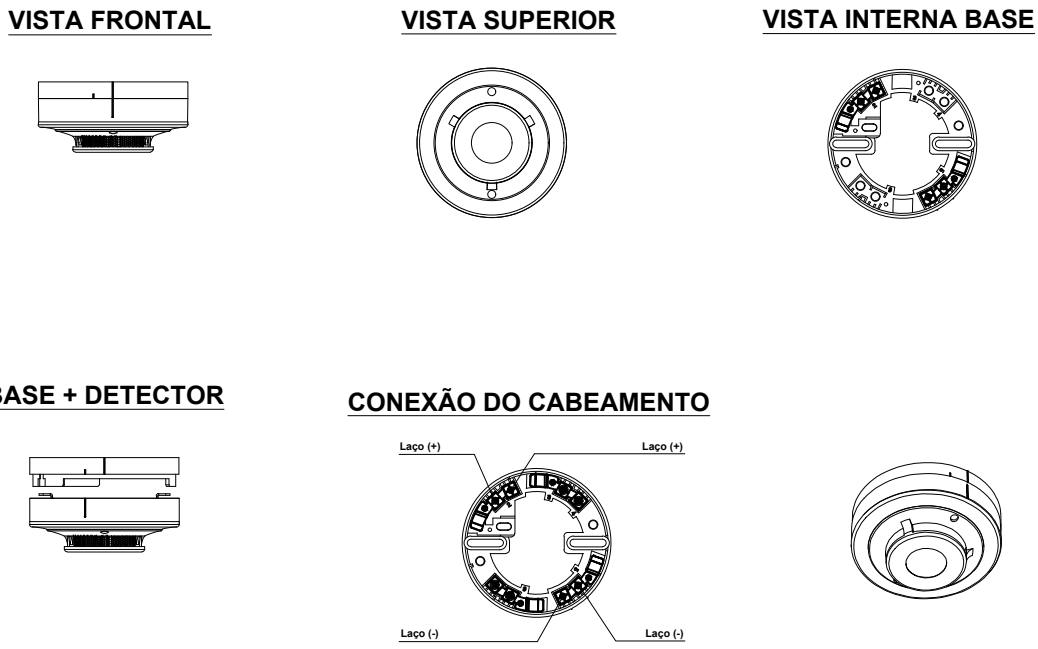 VISTA FRONTAL
VISTA SUPERIOR
VISTA INTERNA BASE
BASE + DETECTOR
CONEXÃO DO CABEAMENTO
Laço (+)
Laço (+)
Laço (-)
Laço (-)